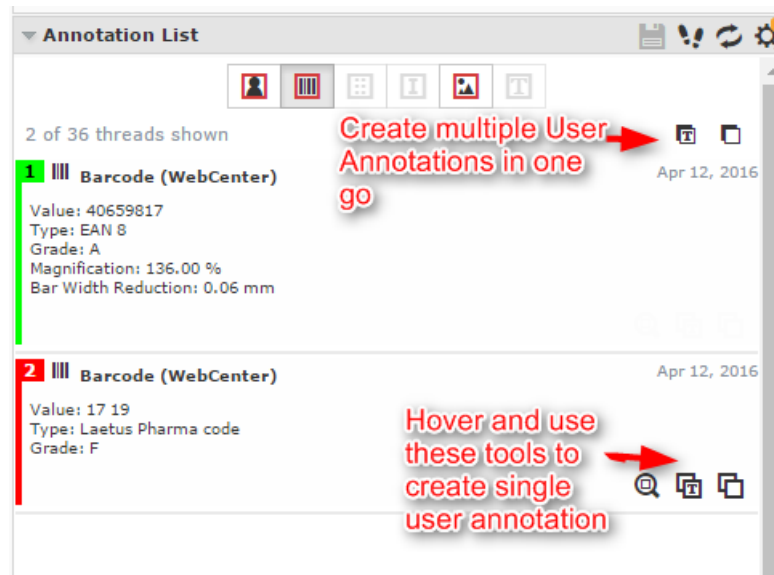 Annotation List
2 of 36 threads shown
Create multiple User
Annotations in one
go
1 Barcode (WebCenter)
Apr 12, 2016
Value: 40659817
Type: EAN 8
Grade: A
Magnification: 136.00 %
Bar Width Reduction: 0.06 mm
2 Barcode (WebCenter)
Apr 12, 2016
Value: 17 19
Type: Laetus Pharma code
Grade: F
Hover and use
these tools to
create single
user annotation